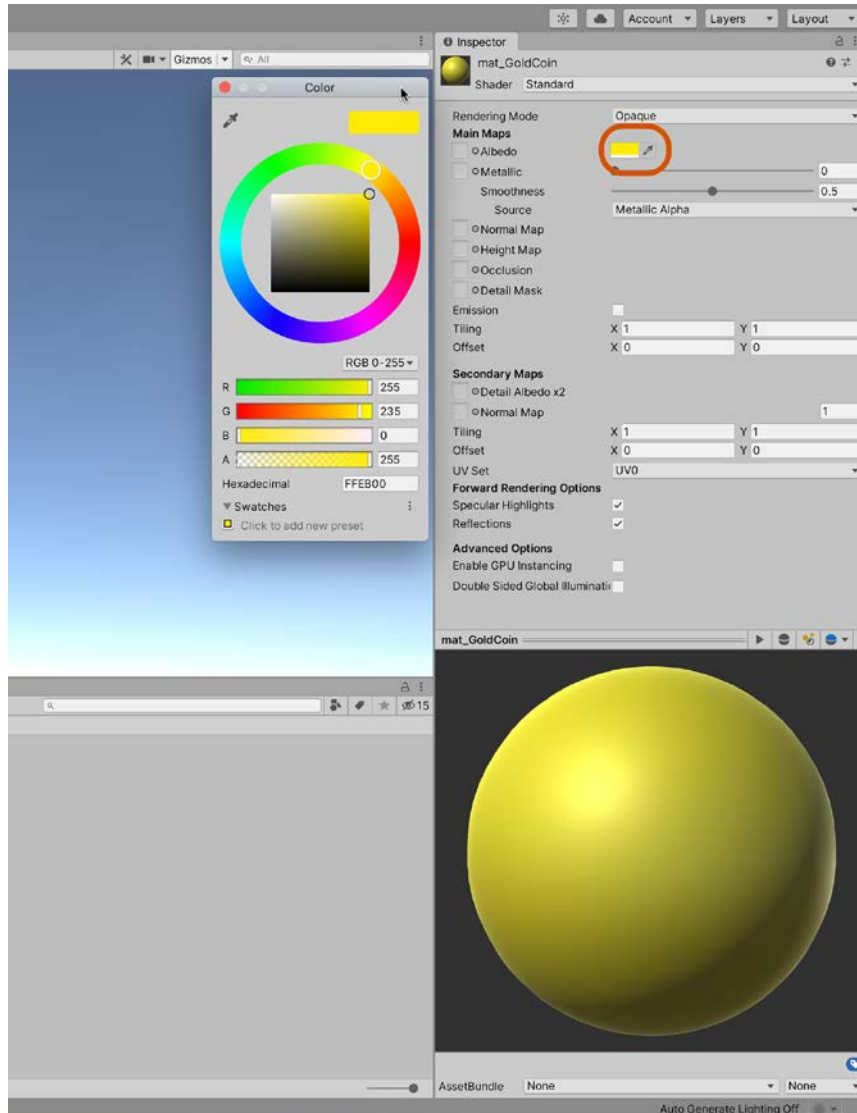 Account Layers Layout
Inspector
Gizmos All
mat_GoldCoin
Shader Standard
Color
Rendering Mode Opaque
Main Maps
Albedo
Metallic 0
Smoothness 0.5
Source Metallic Alpha
Normal Map
Height Map
Occlusion
Detail Mask
Emission
Tiling X 1 Y 1
Offset X 0 Y 0
RGB 0-255
R 255
G 235
B 0
A 255
Hexadecimal FFEB00
Swatches
Click to add new preset
Secondary Maps
Detail Albedo x2
Normal Map 1
Tiling X 1 Y 1
Offset X 0 Y 0
UV Set UV0
Forward Rendering Options
Specular Highlights
Reflections
Advanced Options
Enable GPU Instancing
Double Sided Global Illuminati
mat_GoldCoin
15
AssetBundle None None
Auto Generate Lighting Off